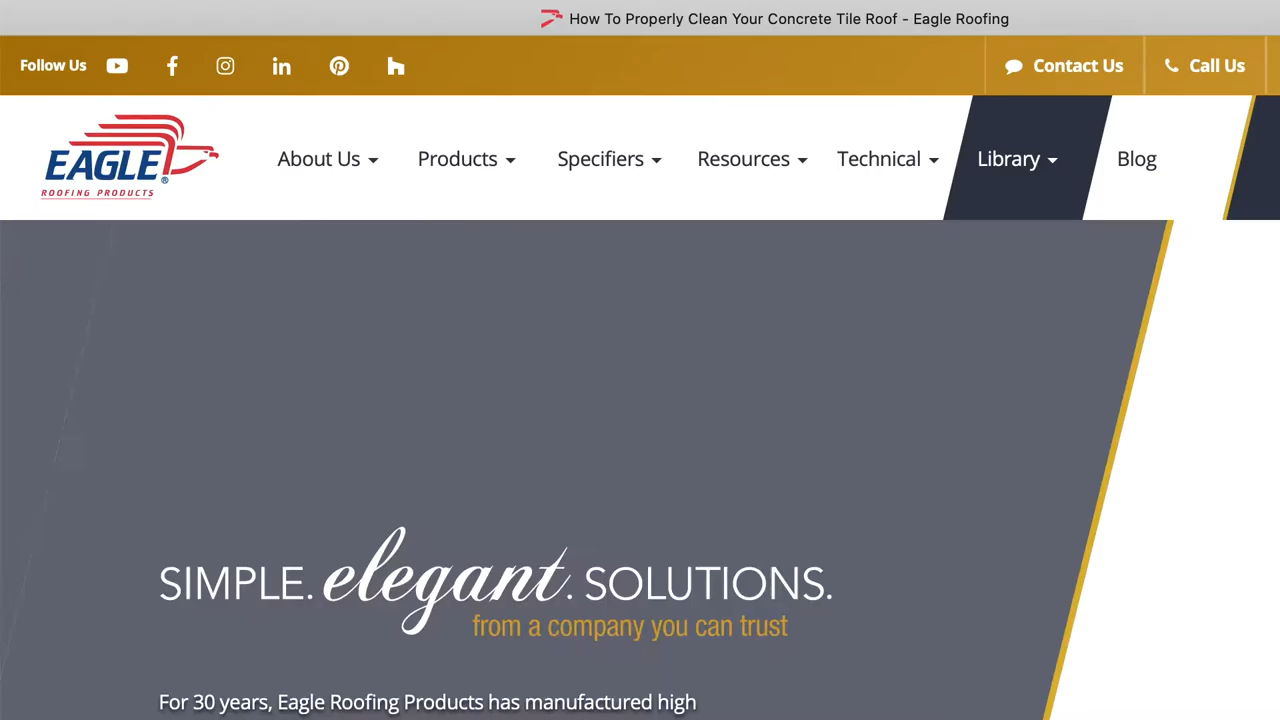 How To Properly Clean Your Concrete Tile Roof - Eagle Roofing
Follow Us
Contact Us
Call Us
EAGLE®
ROOFING PRODUCTS
About Us
Products
Specifiers
Resources
Technical
Library
Blog
SIMPLE. elegant. SOLUTIONS.
from a company you can trust
For 30 years, Eagle Roofing Products has manufactured high